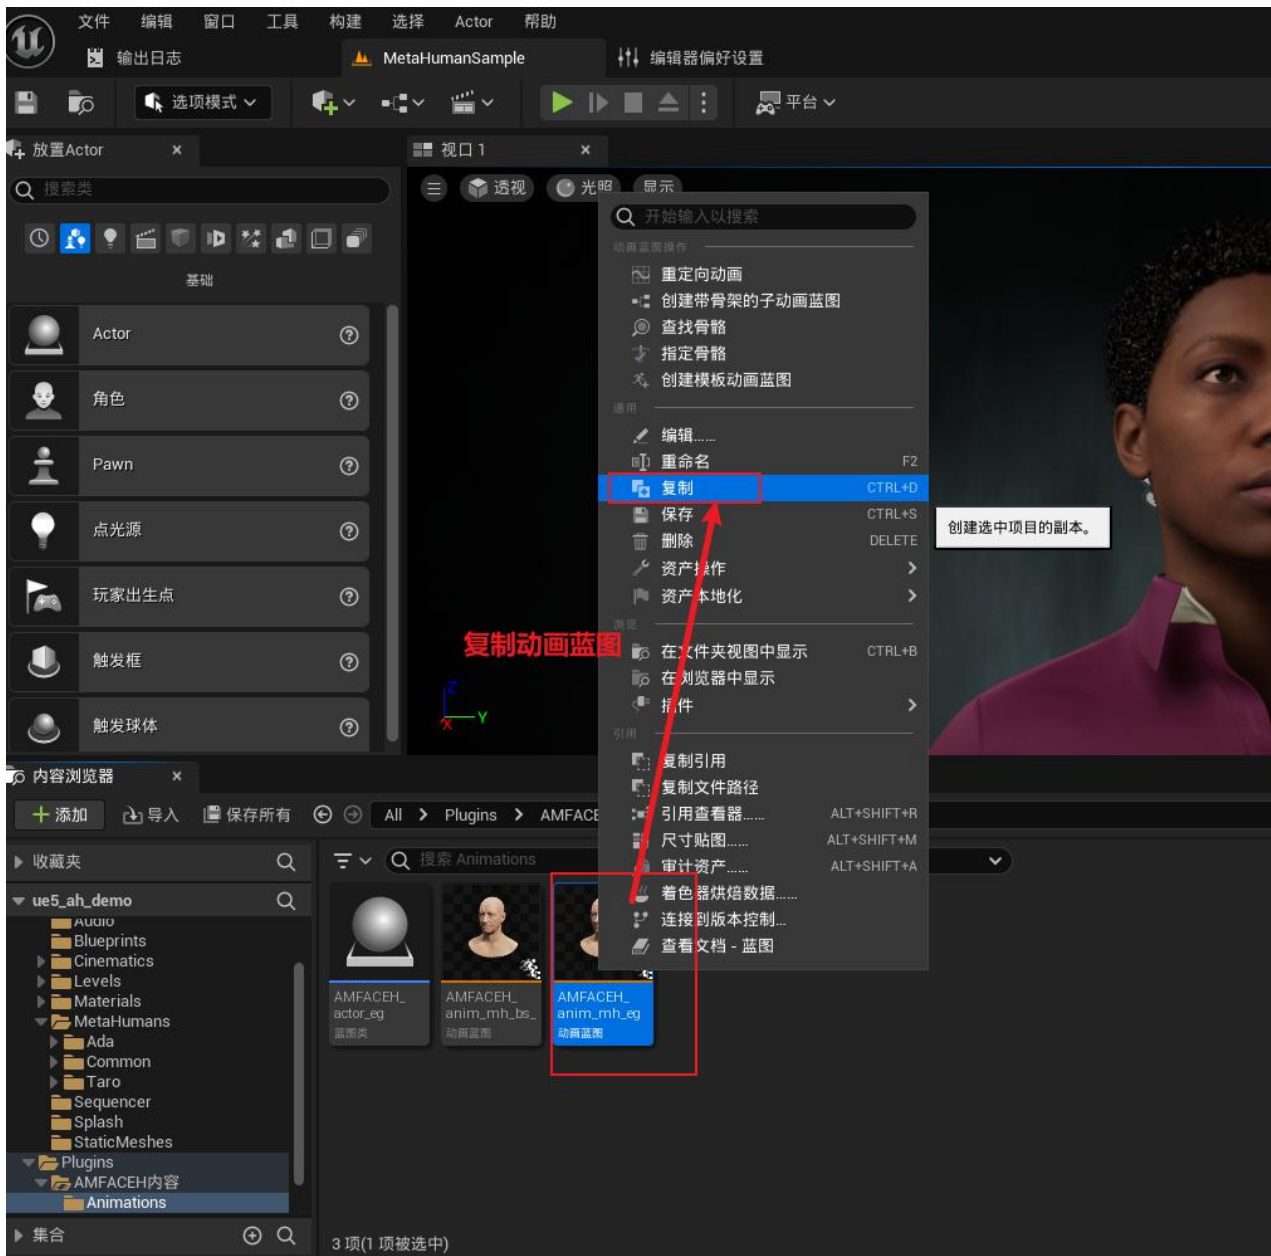 文件 编辑 窗口 工具 构建 选择 Actor 帮助
输出日志 MetaHumanSample 编辑器偏好设置
选项模式 平台
放置Actor 视口 1
搜索类 透视 光照 显示
基础
Actor
角色
Pawn
点光源
玩家出生点
触发框
触发球体
开始输入以搜索
动画蓝图操作
重定向动画
创建带骨架的子动画蓝图
查找骨骼
指定骨骼
创建模板动画蓝图
通用
编辑……
重命名 F2
复制 CTRL+D
保存 CTRL+S
创建选中项目的副本。
删除 DELETE
资产操作
资产本地化
浏览
复制动画蓝图
在文件夹视图中显示 CTRL+B
在浏览器中显示
插件
Z
Y
X
引用
复制引用
复制文件路径
引用查看器…… ALT+SHIFT+R
尺寸贴图…… ALT+SHIFT+M
审计资产…… ALT+SHIFT+A
着色器烘焙数据……
连接到版本控制...
查看文档 - 蓝图
内容浏览器
添加 导入 保存所有 All Plugins AMFACE
收藏夹 搜索 Animations
ue5_ah_demo
Audio
Blueprints
Cinematics
Levels
Materials
MetaHumans
Ada
Common
Taro
Sequencer
Splash
StaticMeshes
Plugins
AMFACEH内容
Animations
集合
AMFACEH_
actor_eg
蓝图类
AMFACEH_
anim_mh_bs_
动画蓝图
AMFACEH_
anim_mh_eg
动画蓝图
3 项(1 项被选中)